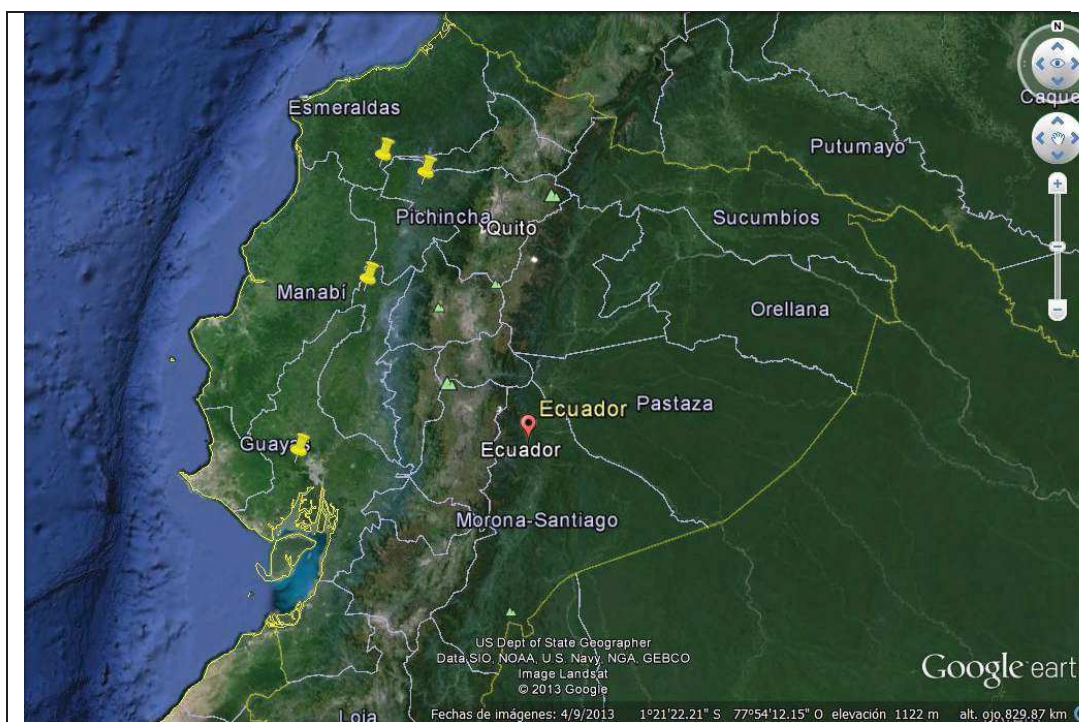 N
Esmeraldas
Caque
Putumayo
Pichincha
Quito
Sucumbíos
Manabí
Orellana
Ecuador
Pastaza
Guayas
Ecuador
Morona-Santiago
US Dept of State Geographer
Data SIO, NOAA, U.S. Navy, NGA, GEBCO
Image Landsat
© 2013 Google
Google eart
Loja
Fechas de imágenes: 4/9/2013 1°21'22.21" S 77°54'12.15" O elevación 1122 m alt. ojo 829.87 km